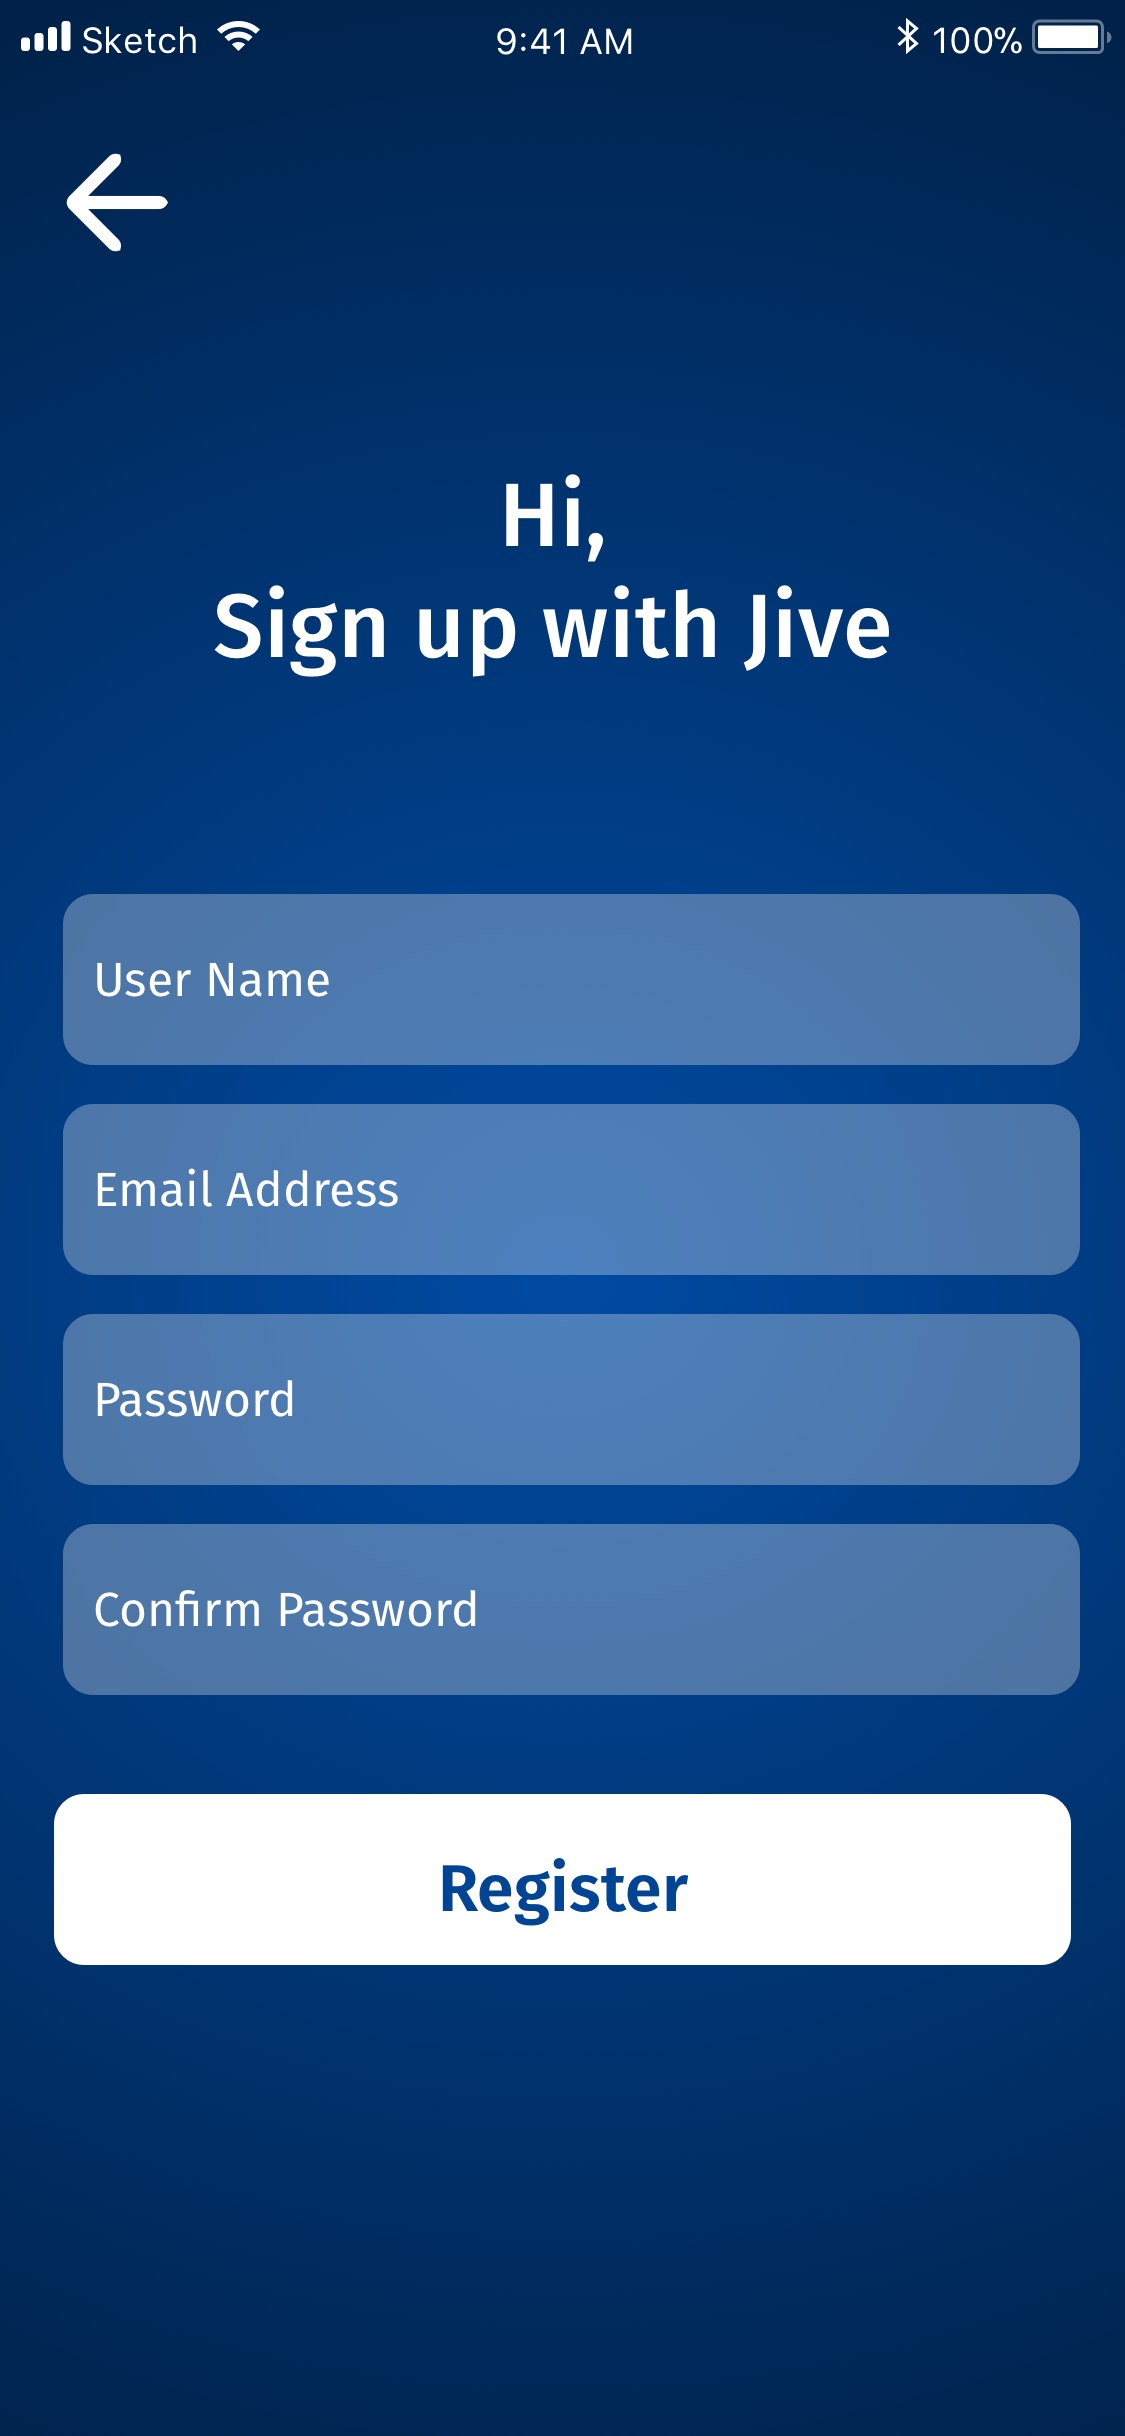 Sketch 9:41 AM 100%
Hi,
Sign up with Jive
User Name
Email Address
Password
Confirm Password
Register